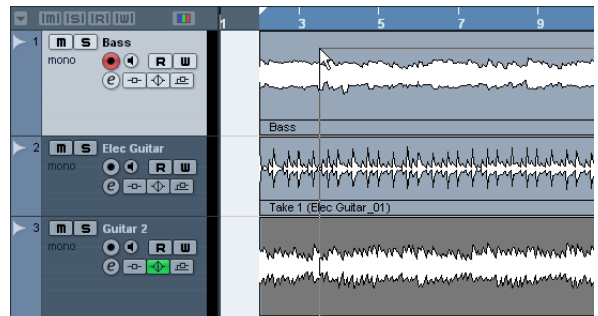 [M] [S] [R] [W] 1 3 5 7 9
1 m S Bass
mono R W
e
Bass
2 m S Elec Guitar
mono R W
e
Take 1 (Elec Guitar_01)
3 m S Guitar 2
mono R W
e